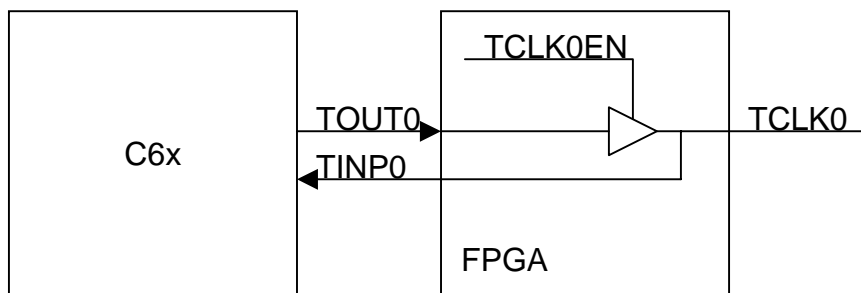 TCLK0EN
TOUT0
TCLK0
C6x
TINP0
FPGA